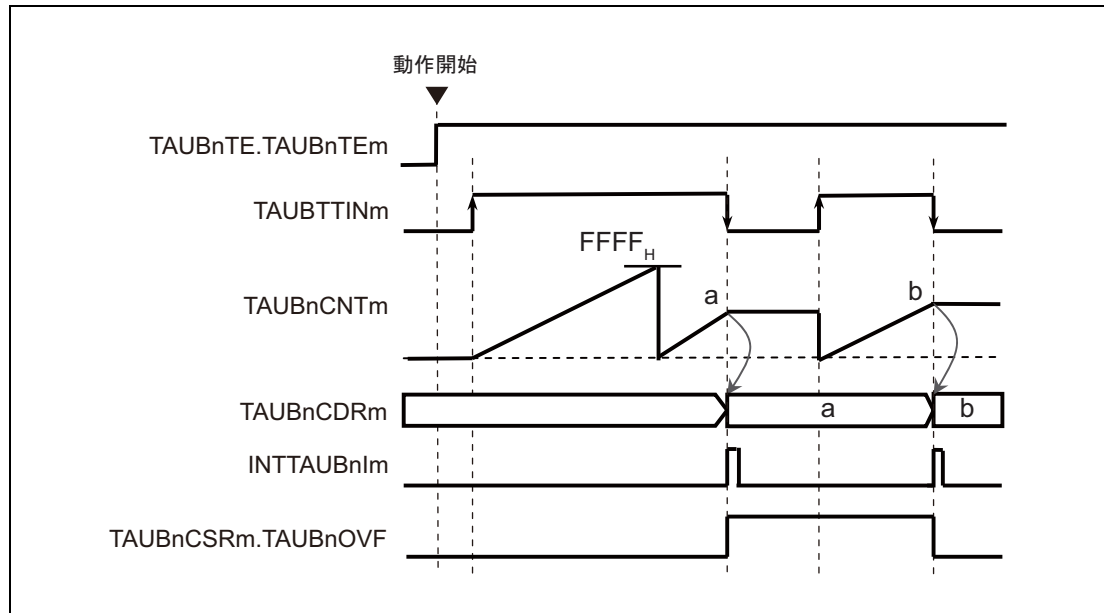 動作開始
TAUBnTE.TAUBnTEm
TAUBTTINm
FFFFH
TAUBnCNTm
a
b
TAUBnCDRm
a
b
INTTAUBnIm
TAUBnCSRm.TAUBnOVF